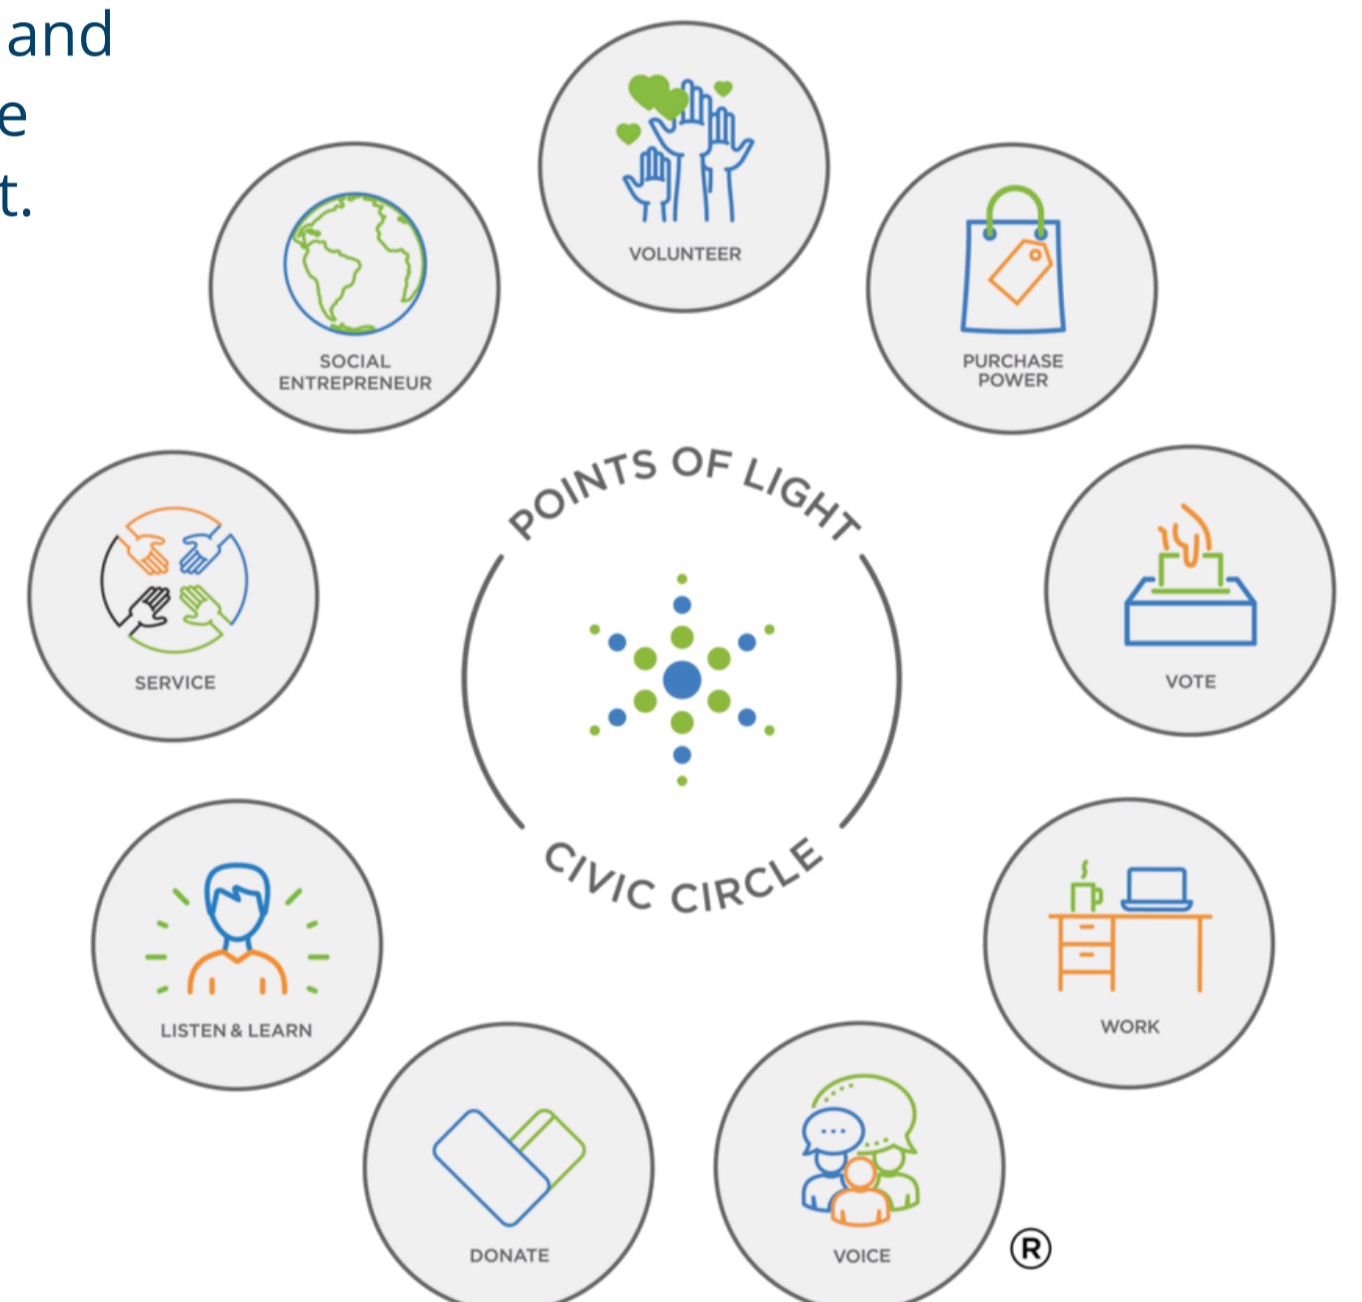 and
e
t.
VOLUNTEER
SOCIAL
ENTREPRENEUR
PURCHASE
POWER
POINTS OF LIGHT
SERVICE
VOTE
CIVIC CIRCLE
LISTEN & LEARN
WORK
DONATE
VOICE
®